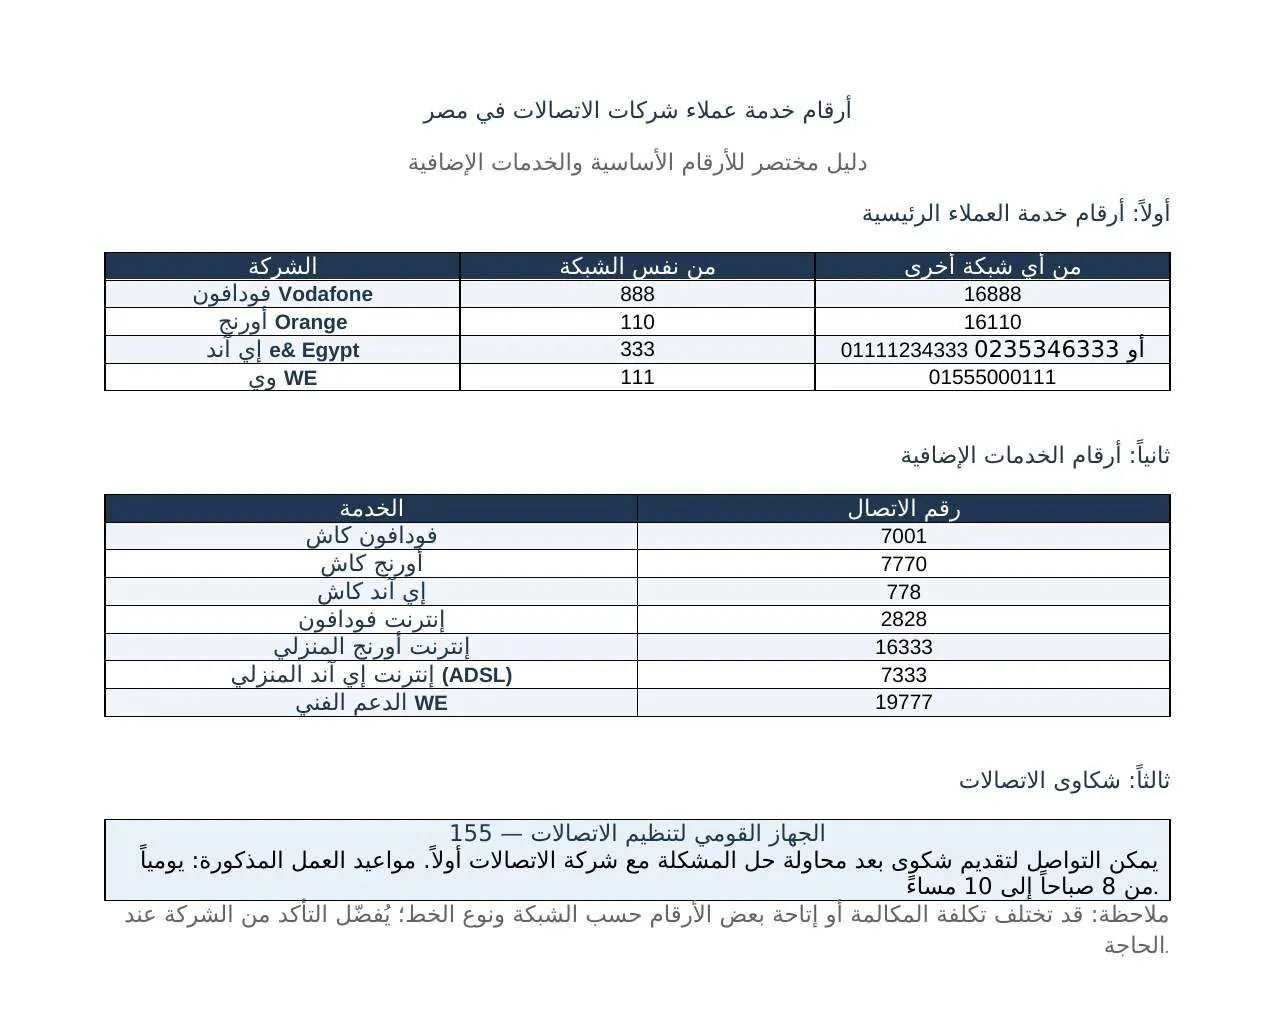 أرقام خدمة عملاء شركات الاتصالات في مصر
دليل مختصر للأرقام الأساسية والخدمات الإضافية
أولاً: أرقام خدمة العملاء الرئيسية
الشركة من نفس الشبكة من أي شبكة أخرى
فودافون Vodafone 888 16888
أورنج Orange 110 16110
إي آند e& Egypt 333 01111234333 أو 0235346333
وي WE 111 01555000111
ثانياً: أرقام الخدمات الإضافية
الخدمة رقم الاتصال
فودافون كاش 7001
أورنج كاش 7770
إي آند كاش 778
إنترنت فودافون 2828
إنترنت أورنج المنزلي 16333
إنترنت إي آند المنزلي (ADSL) 7333
الدعم الفني WE 19777
ثالثاً: شكاوى الاتصالات
الجهاز القومي لتنظيم الاتصالات — 155
يمكن التواصل لتقديم شكوى بعد محاولة حل المشكلة مع شركة الاتصالات أولاً. مواعيد العمل المذكورة: يومياً
من 8 صباحاً إلى 10 مساءً.
ملاحظة: قد تختلف تكلفة المكالمة أو إتاحة بعض الأرقام حسب الشبكة ونوع الخط؛ يُفضّل التأكد من الشركة عند
الحاجة.